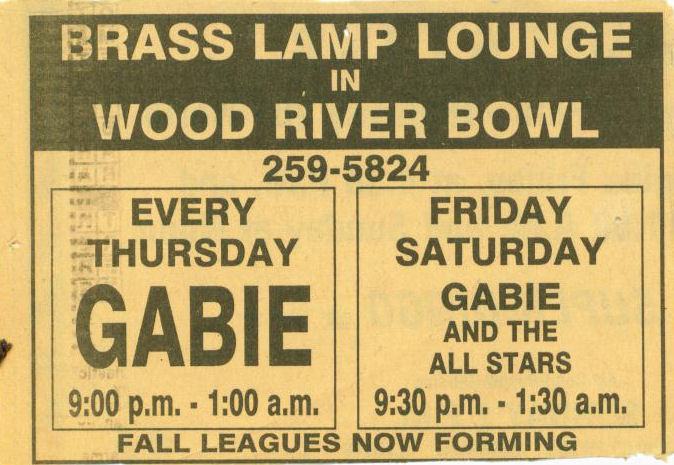 BRASS LAMP LOUNGE
IN
WOOD RIVER BOWL
259-5824
EVERY
THURSDAY
GABIE
9:00 p.m. - 1:00 a.m.
FRIDAY
SATURDAY
GABIE
AND THE
ALL STARS
9:30 p.m. - 1:30 a.m.
FALL LEAGUES NOW FORMING